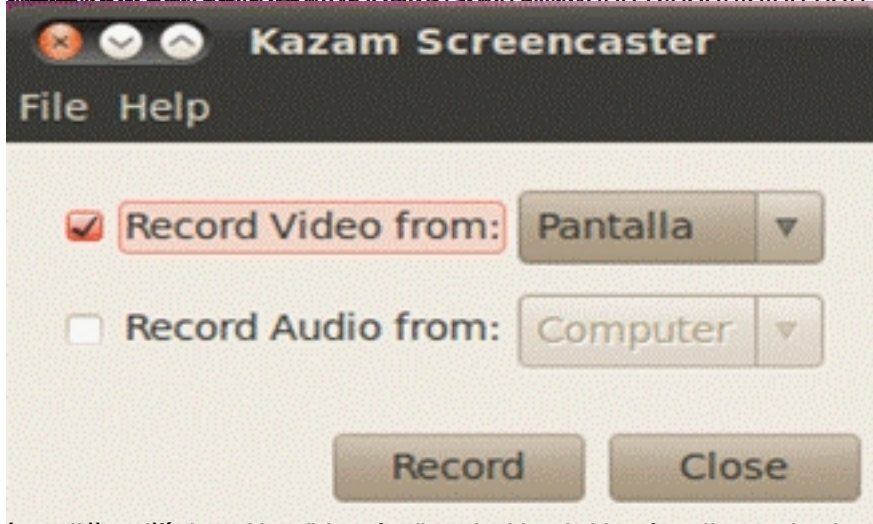 Kazam Screencaster
File Help
Record Video from: Pantalla
Record Audio from: Computer
Record Close